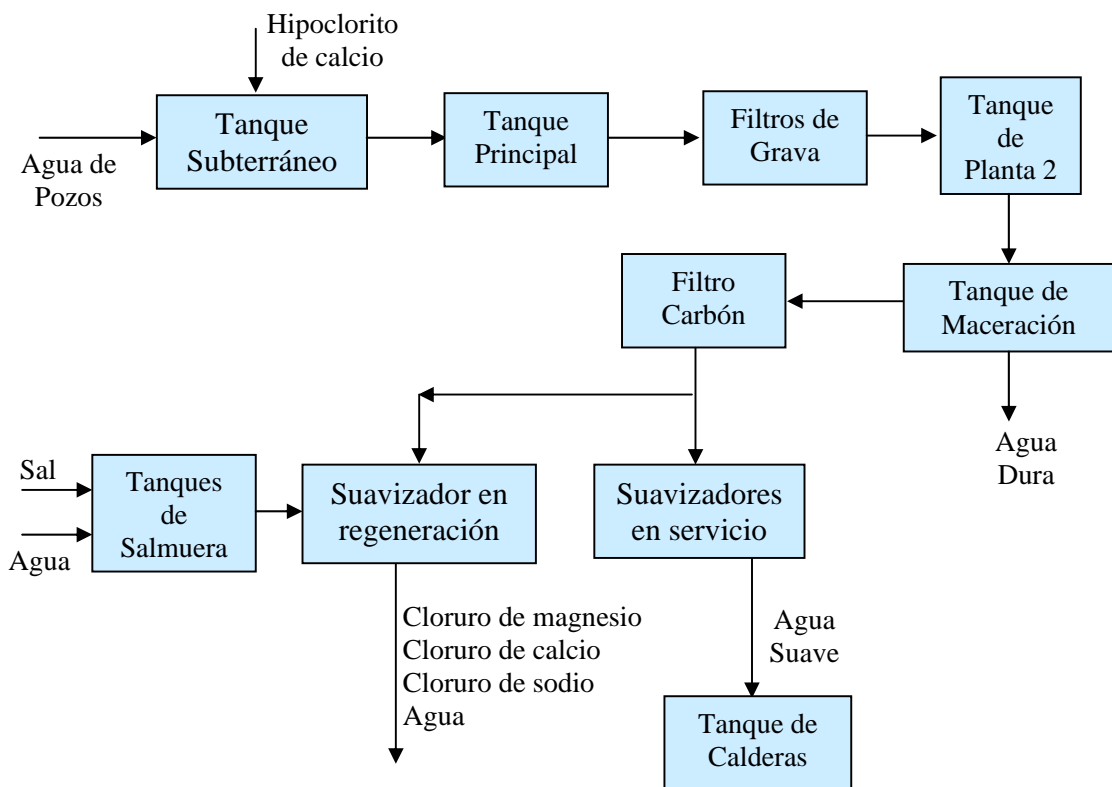 Hipoclorito
de calcio
Agua de
Pozos
Tanque
Subterráneo
Tanque
Principal
Filtros de
Grava
Tanque
de
Planta 2
Tanque de
Maceración
Agua
Dura
Filtro
Carbón
Sal
Agua
Tanques
de
Salmuera
Suavizador en
regeneración
Suavizadores
en servicio
Cloruro de magnesio
Cloruro de calcio
Cloruro de sodio
Agua
Agua
Suave
Tanque de
Calderas